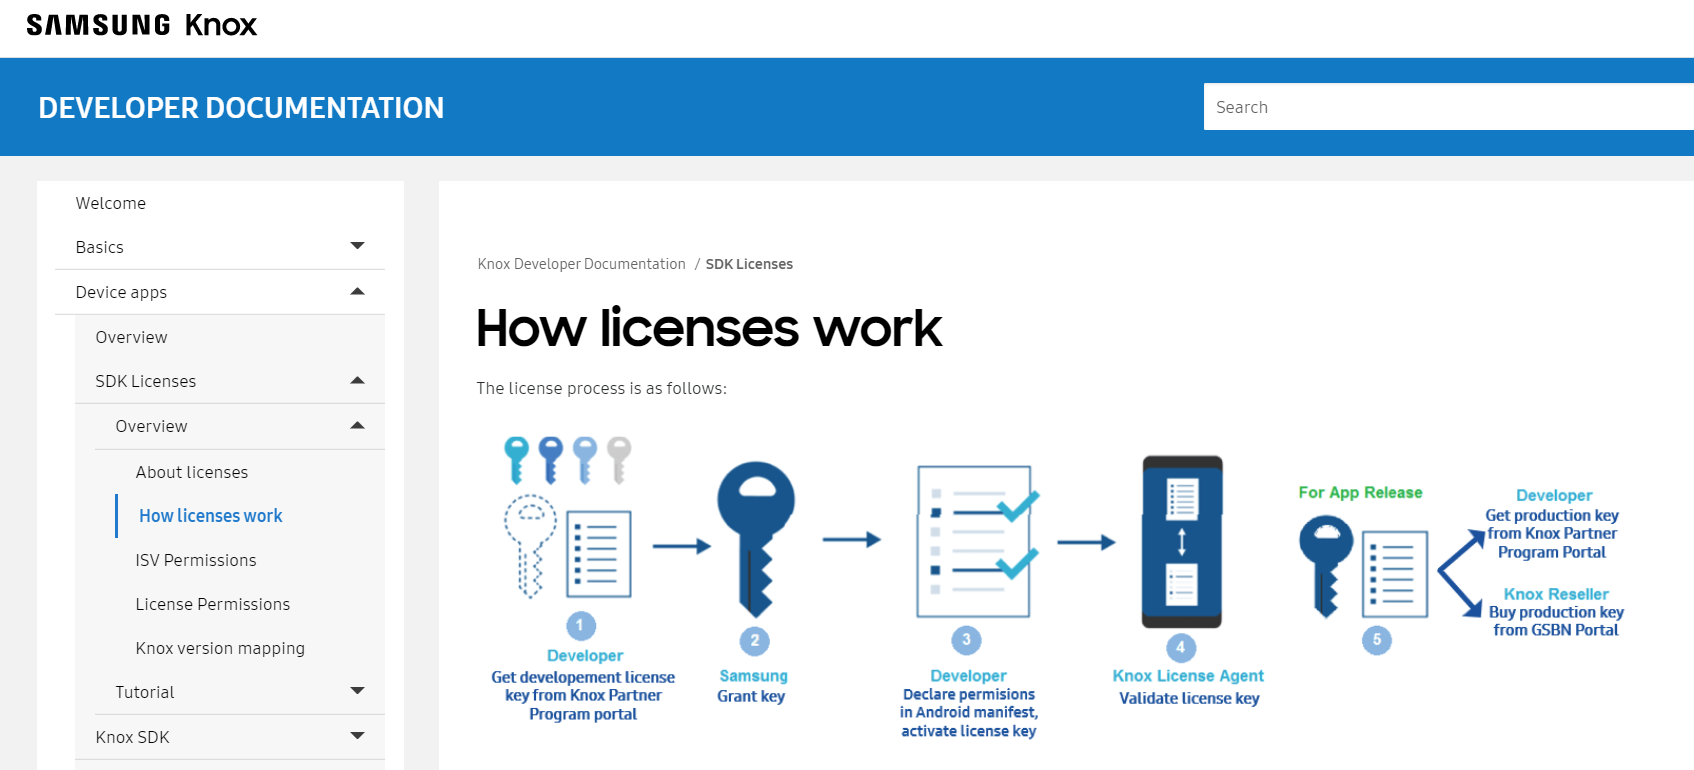 SAMSUNG Knox
DEVELOPER DOCUMENTATION
Search
Welcome
Basics
Device apps
Overview
SDK Licenses
Overview
About licenses
How licenses work
ISV Permissions
License Permissions
Knox version mapping
Tutorial
Knox SDK
Knox Developer Documentation / SDK Licenses
How licenses work
The license process is as follows:
1
Developer
Get developement license
key from Knox Partner
Program portal
2
Samsung
Grant key
3
Developer
Declare permisions
in Android manifest,
activate license key
4
Knox License Agent
Validate license key
For App Release
5
Developer
Get production key
from Knox Partner
Program Portal
Knox Reseller
Buy production key
from GSBN Portal